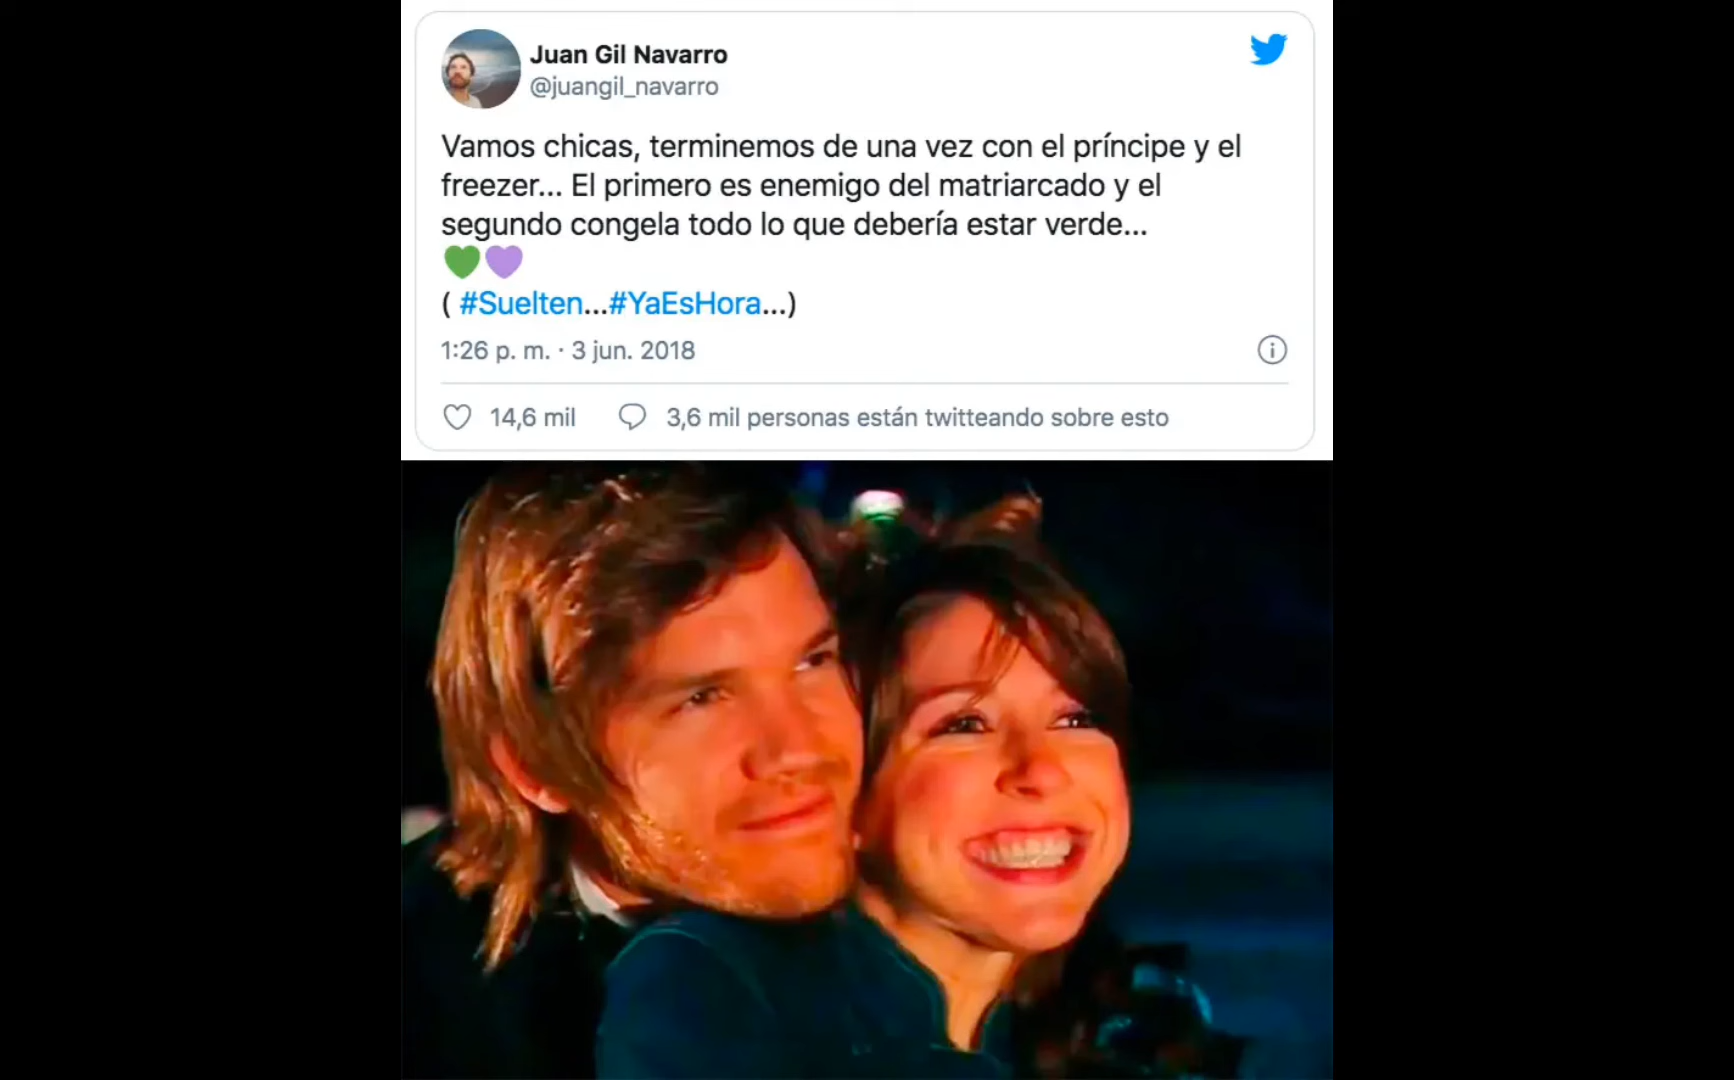 Juan Gil Navarro
@juangil_navarro
Vamos chicas, terminemos de una vez con el príncipe y el
freezer... El primero es enemigo del matriarcado y el
segundo congela todo lo que debería estar verde...
💚💜
( #Suelten...#YaEsHora...)
1:26 p. m. · 3 jun. 2018
14,6 mil
3,6 mil personas están twitteando sobre esto